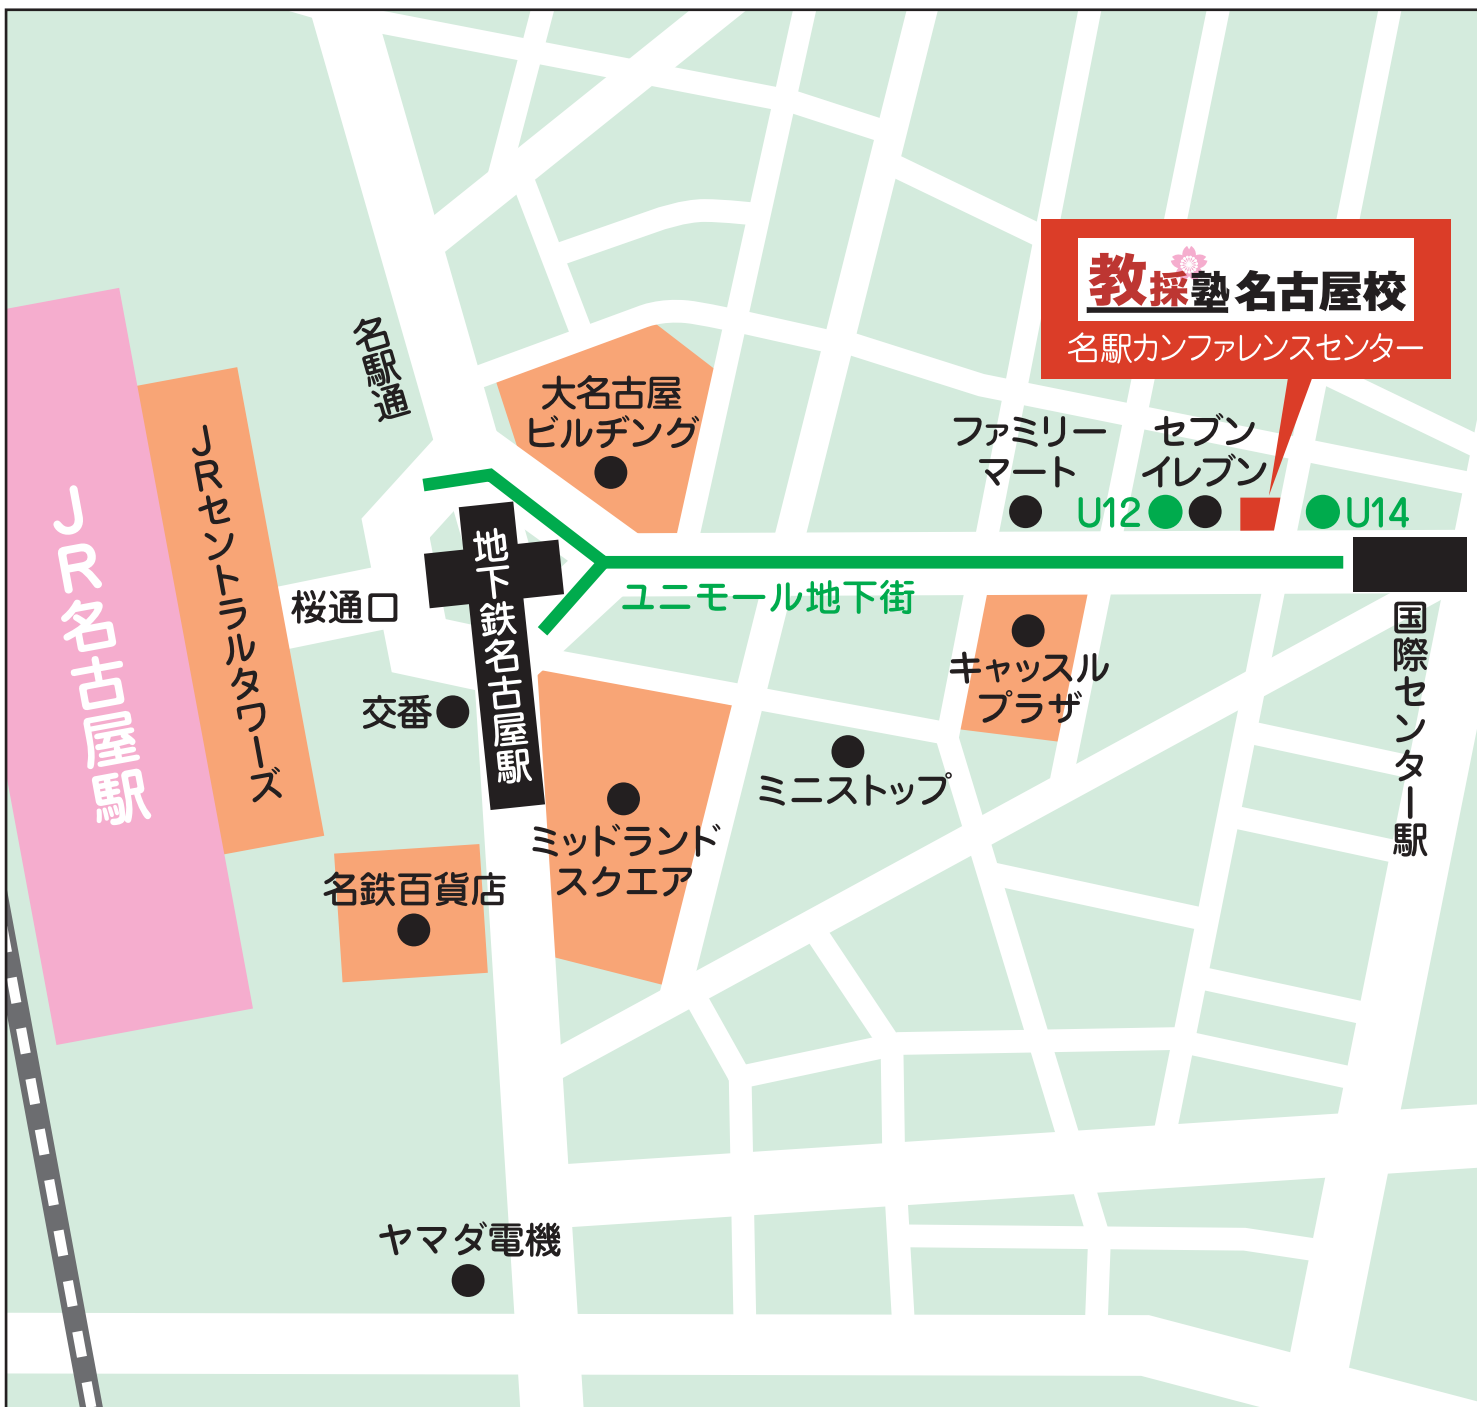 教採塾 名古屋校
名駅カンファレンスセンター
名駅通
大名古屋
ビルヂング
ファミリー
マート
セブン
イレブン
U12
U14
JR名古屋駅
JRセントラルタワーズ
桜通口
地下鉄名古屋駅
ユニモール地下街
国際センター駅
キャッスル
プラザ
交番
ミニストップ
ミッドランド
スクエア
名鉄百貨店
ヤマダ電機